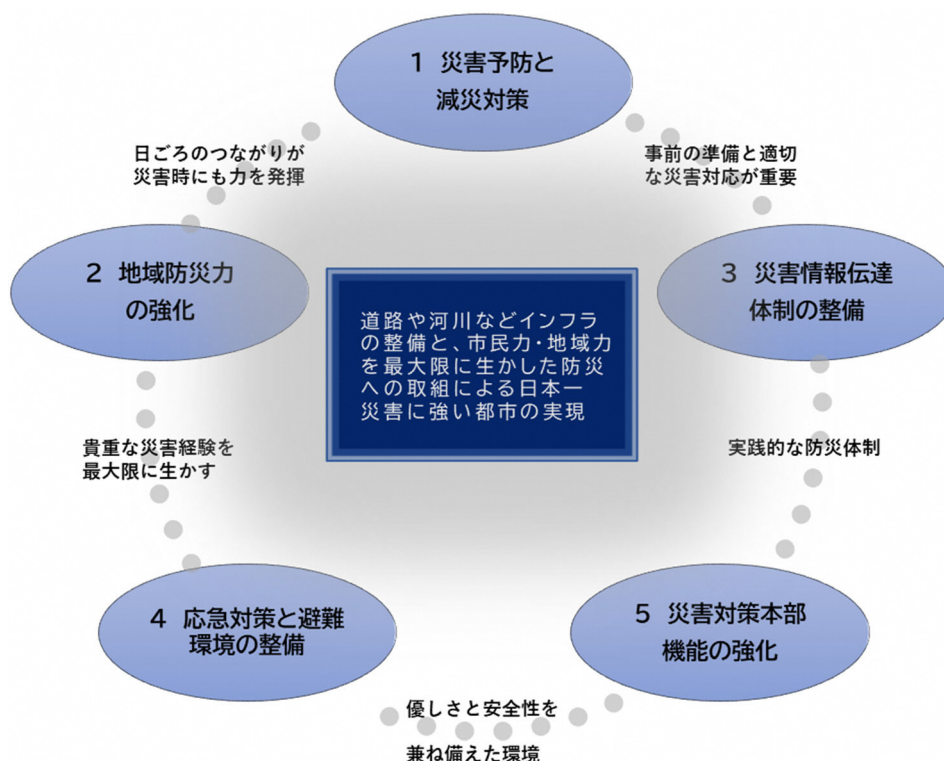 1 災害予防と
減災対策
日ごろのつながりが
災害時にも力を発揮
事前の準備と適切
な災害対応が重要
2 地域防災力
の強化
3 災害情報伝達
体制の整備
道路や河川などインフラ
の整備と、市民力・地域力
を最大限に生かした防災
への取組による日本一
災害に強い都市の実現
貴重な災害経験を
最大限に生かす
実践的な防災体制
4 応急対策と避難
環境の整備
5 災害対策本部
機能の強化
優しさと安全性を
兼ね備えた環境